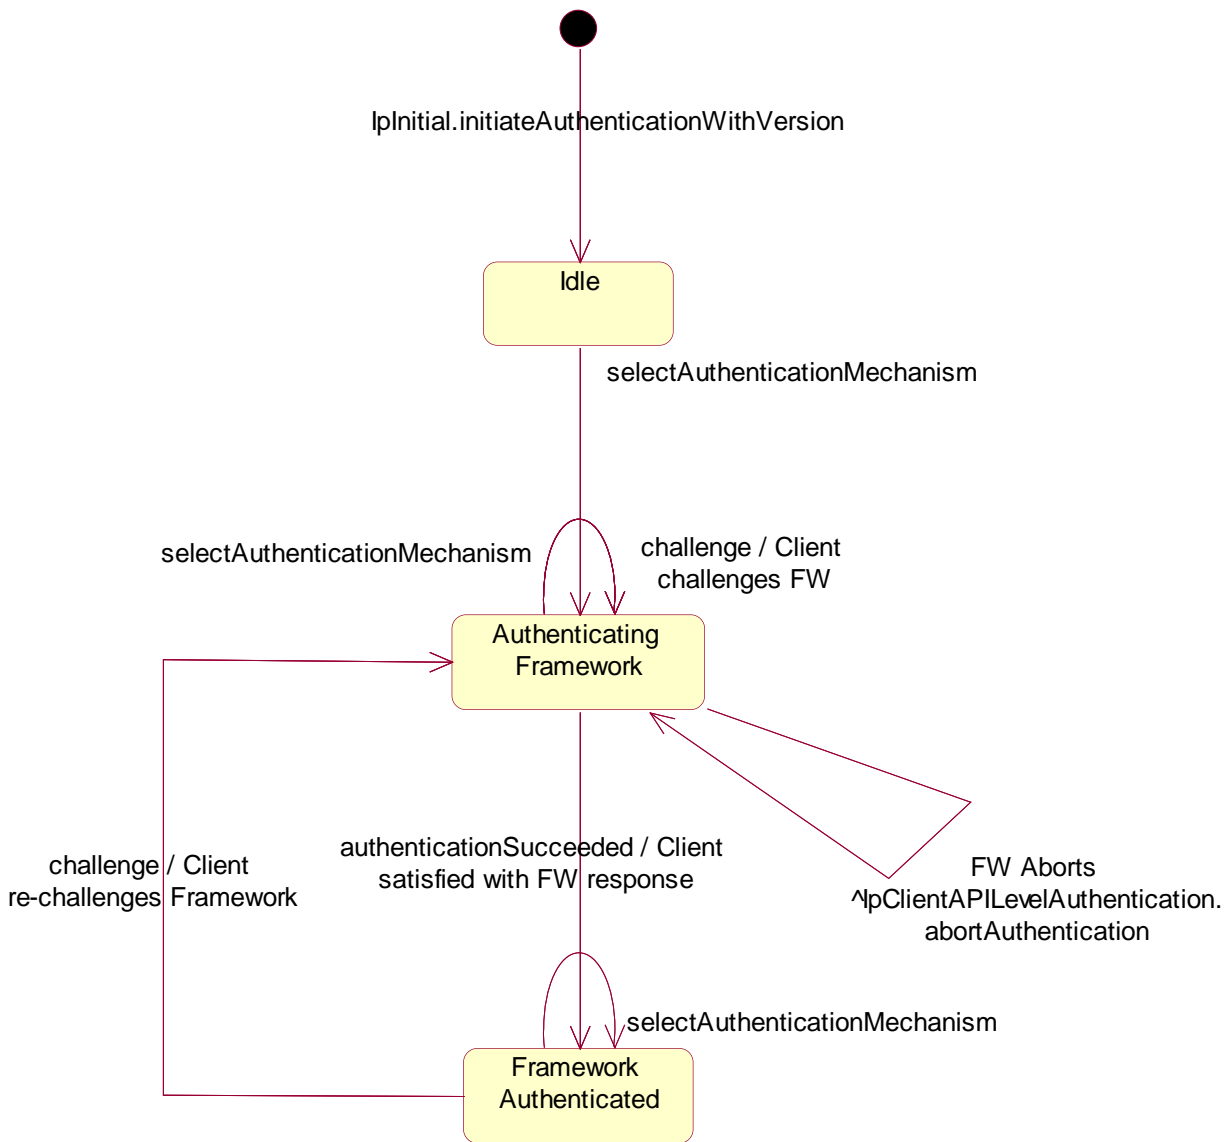 IpInitial.initiateAuthenticationWithVersion
Idle
selectAuthenticationMechanism
selectAuthenticationMechanism
challenge / Client
challenges FW
Authenticating
Framework
challenge / Client
re-challenges Framework
authenticationSucceeded / Client
satisfied with FW response
FW Aborts
^IpClientAPILevelAuthentication.
abortAuthentication
selectAuthenticationMechanism
Framework
Authenticated